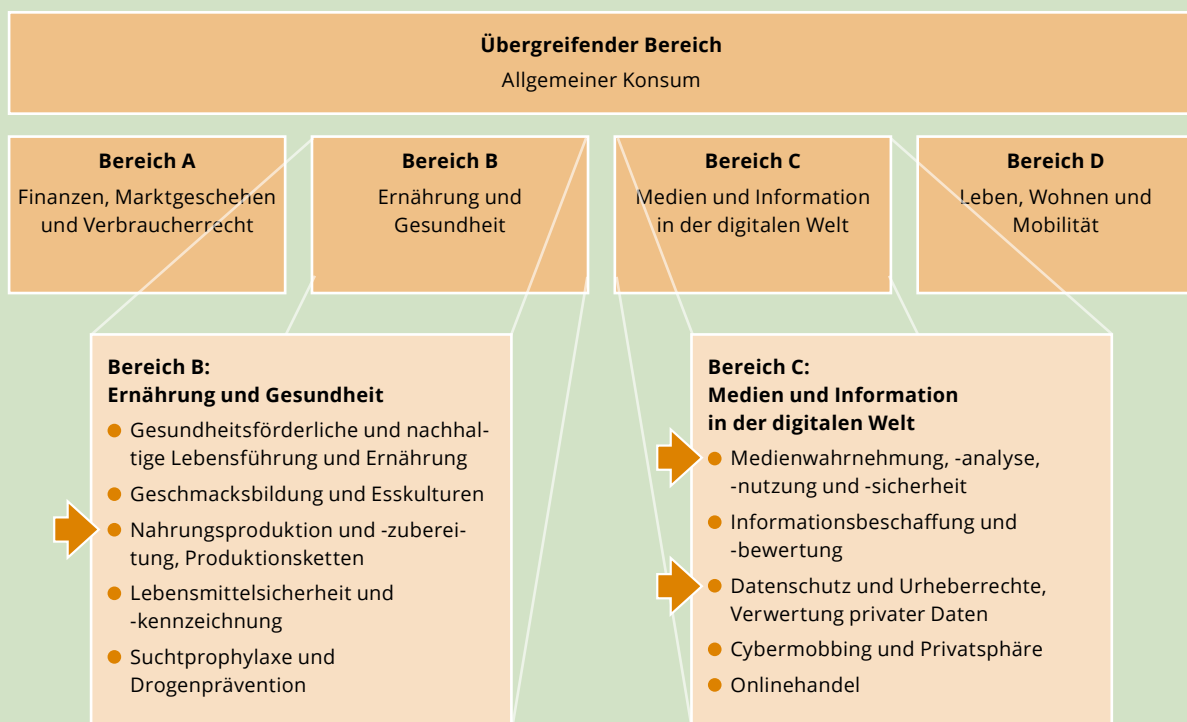 Übergreifender Bereich
Allgemeiner Konsum
Bereich A
Finanzen, Marktgeschehen
und Verbraucherrecht
Bereich B
Ernährung und
Gesundheit
Bereich C
Medien und Information
in der digitalen Welt
Bereich D
Leben, Wohnen und
Mobilität
Bereich B:
Ernährung und Gesundheit
Gesundheitsförderliche und nachhal-
tige Lebensführung und Ernährung
Geschmacksbildung und Esskulturen
Nahrungsproduktion und -zuberei-
tung, Produktionsketten
Lebensmittelsicherheit und
-kennzeichnung
Suchtprophylaxe und
Drogenprävention
Bereich C:
Medien und Information
in der digitalen Welt
Medienwahrnehmung, -analyse,
-nutzung und -sicherheit
Informationsbeschaffung und
-bewertung
Datenschutz und Urheberrechte,
Verwertung privater Daten
Cybermobbing und Privatsphäre
Onlinehandel